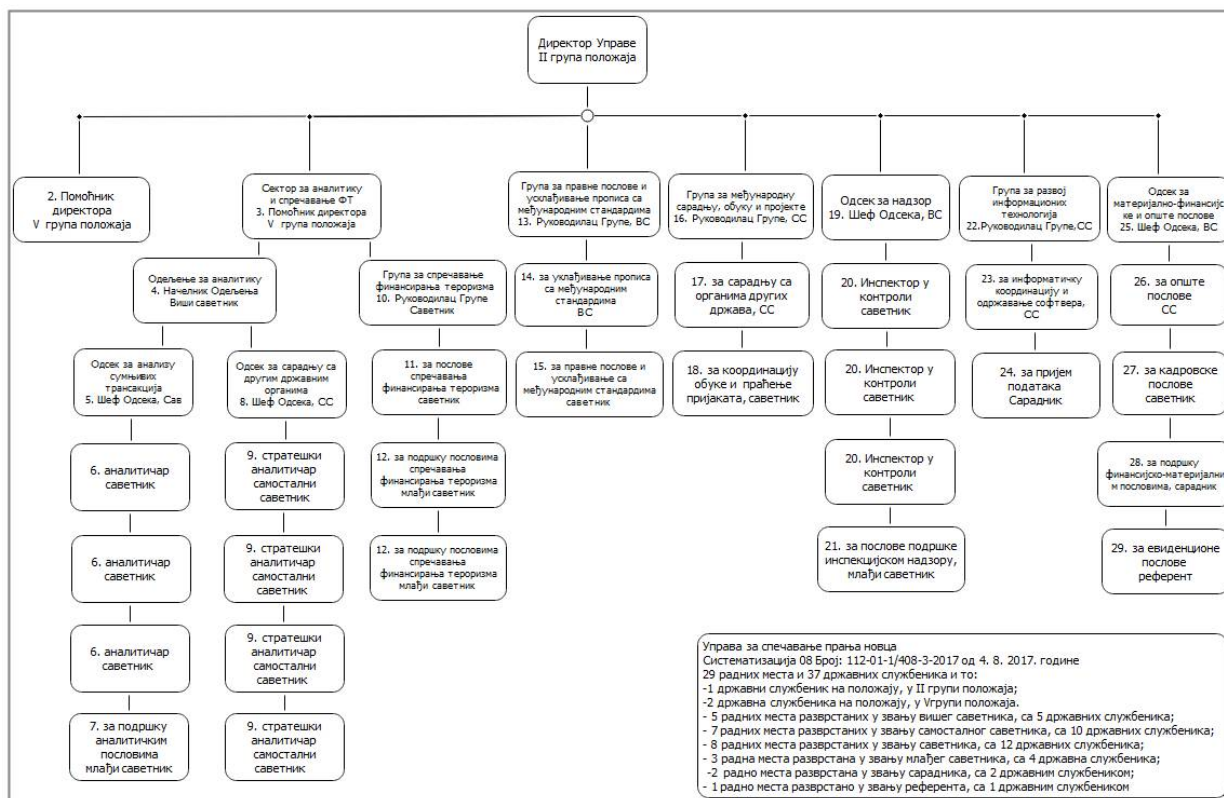 Директор Управе
II група положаја
2. Помоћник
директора
V група положаја
Сектор за аналитику
и спречавање ФТ
3. Помоћник директора
V група положаја
Група за правне послове и
усклађивање прописа са
међународним стандардима
13. Руководилац Групе, ВС
Група за међународну
сарадњу, обуку и пројекте
16. Руководилац Групе, СС
Одсек за надзор
19. Шеф Одсека, ВС
Група за развој
информационих
технологија
22.Руководилац Групе,СС
Одсек за
материјално-финансијс
ке и опште послове
25. Шеф Одсека, ВС
Одељење за аналитику
4. Начелник Одељења
Виши саветник
Група за спречавање
финансирања тероризма
10. Руководилац Групе
Саветник
14. за уклађивање прописа
са међународним
стандардима
ВС
17. за сарадњу са
органима других
држава, СС
20. Инспектор у
контроли
саветник
23. за информатичку
координацију и
одржавање софтвера,
СС
26. за опште
послове
СС
Одсек за анализу
сумњивих
трансакција
5. Шеф Одсека, Сав
Одсек за сарадњу са
другим државним
органима
8. Шеф Одсека, СС
11. за послове
спречавања
финансирања тероризма
саветник
15. за правне послове и
усклађивање са
међународним стандардима
саветник
18. за координацију
обуке и праћење
пријаката, саветник
20. Инспектор у
контроли
саветник
24. за пријем
података
Сарадник
27. за кадровске
послове
саветник
6. аналитичар
саветник
9. стратешки
аналитичар
самостални
саветник
12. за подршку пословима
спречавања
финансирања тероризма
млађи саветник
20. Инспектор у
контроли
саветник
28. за подршку
финансијско-материјални
м пословима, сарадник
6. аналитичар
саветник
9. стратешки
аналитичар
самостални
саветник
12. за подршку пословима
спречавања
финансирања тероризма
млађи саветник
21. за послове подршке
инспекцијском надзору,
млађи саветник
29. за евиденционе
послове
референт
6. аналитичар
саветник
9. стратешки
аналитичар
самостални
саветник
7. за подршку
аналитичким
пословима
млађи саветник
9. стратешки
аналитичар
самостални
саветник
Управа за спечавање прања новца
Систематизација 08 Број: 112-01-1/408-3-2017 од 4. 8. 2017. године
29 радних места и 37 државних службеника и то:
-1 државни службеник на положају, у II групи положаја;
-2 државна службеника на положају, у Vгрупи положаја.
- 5 радних места разврстаних у звању вишег саветника, са 5 државних службеника;
- 7 радних места разврстаних у звању самосталног саветника, са 10 државних службеника;
- 8 радних места разврстаних у звању саветника, са 12 државних службеника;
- 3 радна места разврстана у звању млађег саветника, са 4 државна службеника;
-2 радно места разврстана у звању сарадника, са 2 државним службеником;
- 1 радно место разврстано у звању референта, са 1 државним службеником